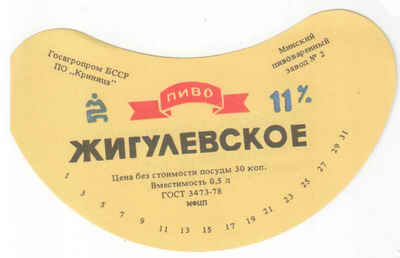 Госагропром БССР
ПО „Криница"
Минский
пивоваренный
завод № 2
ПИВО
11%
ЖИГУЛЕВСКОЕ
Цена без стоимости посуды 30 коп.
Вместимость 0,5 л
ГОСТ 3473-78
МФЦП
1 3 5 7 9 11 13 15 17 19 21 23 25 27 29 31